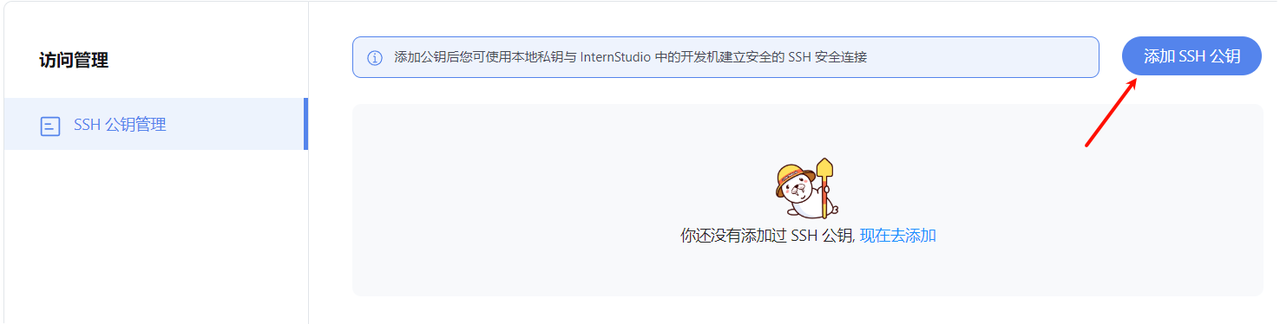 访问管理
SSH 公钥管理
添加公钥后您可使用本地私钥与 InternStudio 中的开发机建立安全的 SSH 安全连接
添加 SSH 公钥
你还没有添加过 SSH 公钥, 现在去添加